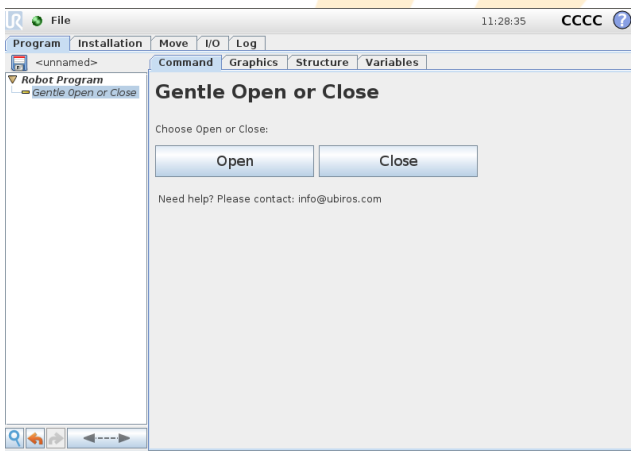 File 11:28:35 CCCC ?
Program Installation Move I/O Log
<unnamed> Command Graphics Structure Variables
Robot Program
Gentle Open or Close
Gentle Open or Close
Choose Open or Close:
Open Close
Need help? Please contact: info@ubiros.com